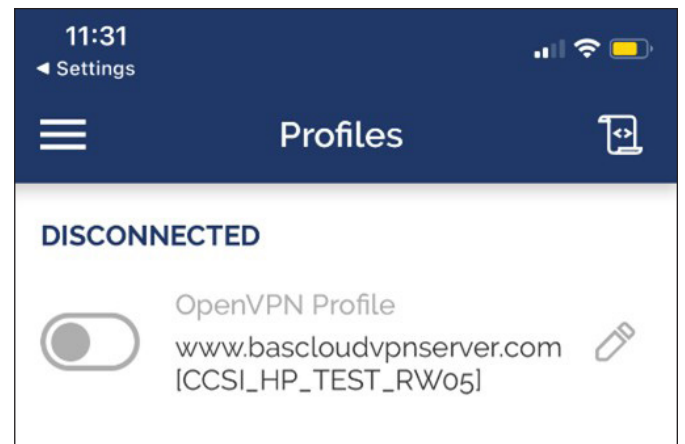 11:31
◀ Settings
Profiles
DISCONNECTED
OpenVPN Profile
www.bascloudvpnserver.com
[CCSI_HP_TEST_RW05]